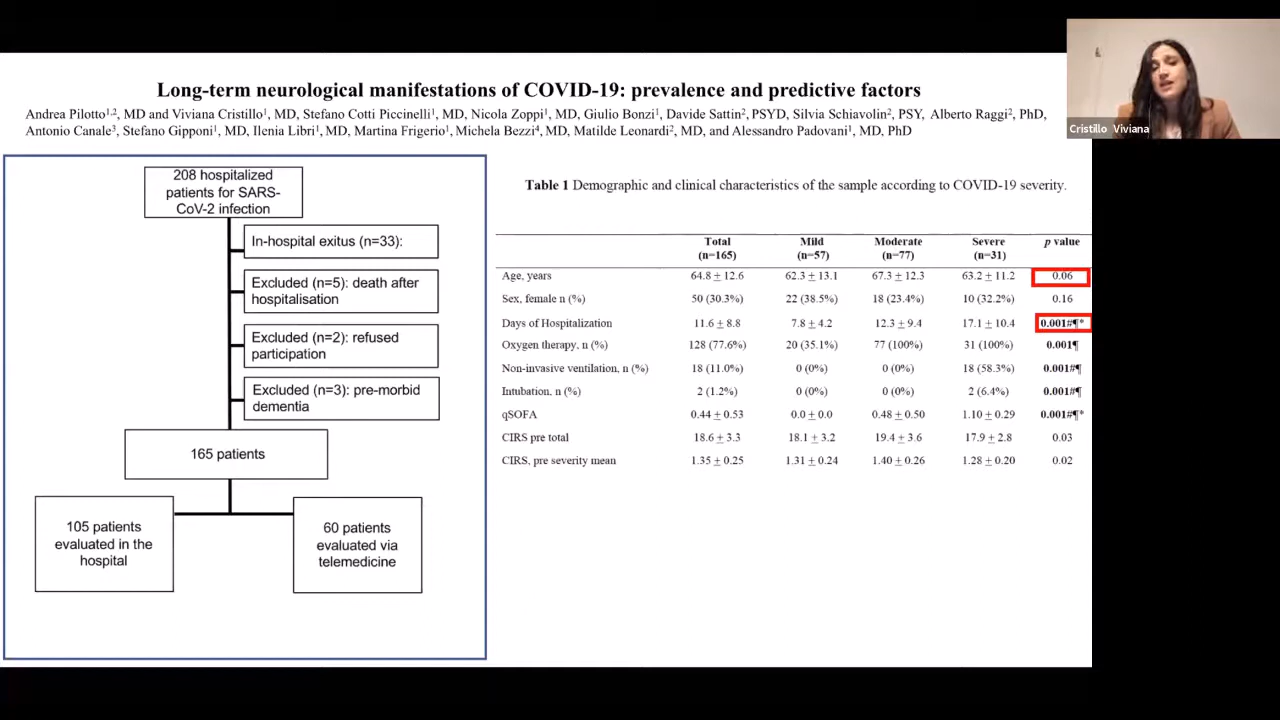 Long-term neurological manifestations of COVID-19: prevalence and predictive factors
Andrea Pilotto1,2, MD and Viviana Cristillo1, MD, Stefano Cotti Piccinelli1, MD, Nicola Zoppi1, MD, Giulio Bonzi1, MD, Davide Sattin2, PSYD, Silvia Schiavolin2, PSY, Alberto Raggi2, PhD,
Antonio Canale3, Stefano Gipponi1, MD, Ilenia Libri1, MD, Martina Frigerio1, Michela Bezzi4, MD, Matilde Leonardi2, MD, and Alessandro Padovani1, MD, PhD
Cristillo Viviana
208 hospitalized
patients for SARS-
CoV-2 infection
In-hospital exitus (n=33):
Excluded (n=5): death after
hospitalisation
Excluded (n=2): refused
participation
Excluded (n=3): pre-morbid
dementia
165 patients
105 patients
evaluated in the
hospital
60 patients
evaluated via
telemedicine
Table 1 Demographic and clinical characteristics of the sample according to COVID-19 severity.
Total Mild Moderate Severe p value
(n=165) (n=57) (n=77) (n=31)
Age, years 64.8 ± 12.6 62.3 ± 13.1 67.3 ± 12.3 63.2 ± 11.2 0.06
Sex, female n (%) 50 (30.3%) 22 (38.5%) 18 (23.4%) 10 (32.2%) 0.16
Days of Hospitalization 11.6 ± 8.8 7.8 ± 4.2 12.3 ± 9.4 17.1 ± 10.4 0.001#¶*
Oxygen therapy, n (%) 128 (77.6%) 20 (35.1%) 77 (100%) 31 (100%) 0.001¶
Non-invasive ventilation, n (%) 18 (11.0%) 0 (0%) 0 (0%) 18 (58.3%) 0.001#¶
Intubation, n (%) 2 (1.2%) 0 (0%) 0 (0%) 2 (6.4%) 0.001#¶
qSOFA 0.44 ± 0.53 0.0 ± 0.0 0.48 ± 0.50 1.10 ± 0.29 0.001#¶*
CIRS pre total 18.6 ± 3.3 18.1 ± 3.2 19.4 ± 3.6 17.9 ± 2.8 0.03
CIRS, pre severity mean 1.35 ± 0.25 1.31 ± 0.24 1.40 ± 0.26 1.28 ± 0.20 0.02